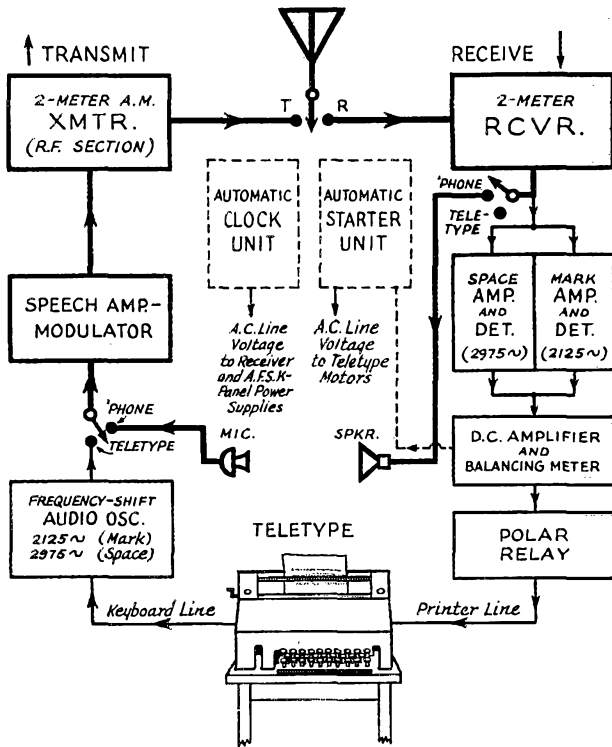 TRANSMIT
RECEIVE
2-METER A.M.
XMTR.
(R.F. SECTION)
T
R
2-METER
RCVR.
'PHONE
TELE-
TYPE
AUTOMATIC
CLOCK
UNIT
AUTOMATIC
STARTER
UNIT
SPEECH AMP.-
MODULATOR
A.C. Line
Voltage
to Receiver
and A.F.S.K-
Panel Power
Supplies
A.C. Line
Voltage
to Teletype
Motors
SPACE
AMP.
AND
DET.
(2975~)
MARK
AMP.
AND
DET.
(2125~)
'PHONE
TELETYPE
MIC.
SPKR.
D.C. AMPLIFIER
AND
BALANCING METER
FREQUENCY-SHIFT
AUDIO OSC.
2125~ (Mark)
2975~ (Space)
TELETYPE
POLAR
RELAY
Keyboard Line
Printer Line